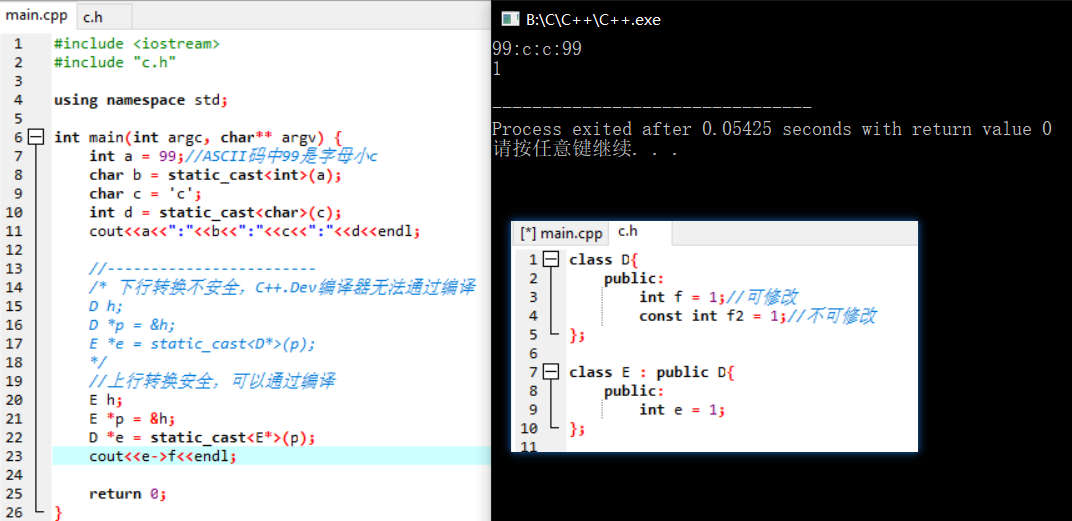 main.cpp c.h
1 #include <iostream>
2 #include "c.h"
3
4 using namespace std;
5
6 int main(int argc, char** argv) {
7 int a = 99;//ASCII码中99是字母小c
8 char b = static_cast<int>(a);
9 char c = 'c';
10 int d = static_cast<char>(c);
11 cout<<a<<":"<<b<<":"<<c<<":"<<d<<endl;
12
13 //------------------------
14 /* 下行转换不安全，C++.Dev编译器无法通过编译
15 D h;
16 D *p = &h;
17 E *e = static_cast<D*>(p);
18 */
19 //上行转换安全，可以通过编译
20 E h;
21 E *p = &h;
22 D *e = static_cast<E*>(p);
23 cout<<e->f<<endl;
24
25 return 0;
26 }
B:\C\C++\C++.exe
99:c:c:99
1
--------------------------------
Process exited after 0.05425 seconds with return value 0
请按任意键继续. . .
[*] main.cpp c.h
1 class D{
2 public:
3 int f = 1;//可修改
4 const int f2 = 1;//不可修改
5 };
6
7 class E : public D{
8 public:
9 int e = 1;
10 };
11